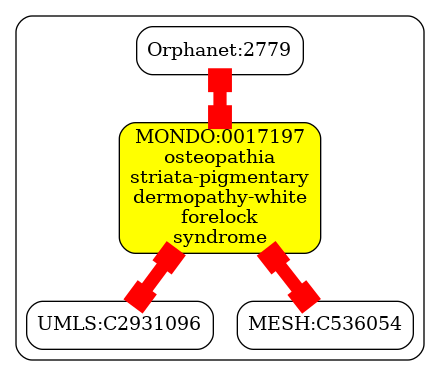 Orphanet:2779
MONDO:0017197
osteopathia
striata-pigmentary
dermopathy-white
forelock
syndrome
UMLS:C2931096
MESH:C536054